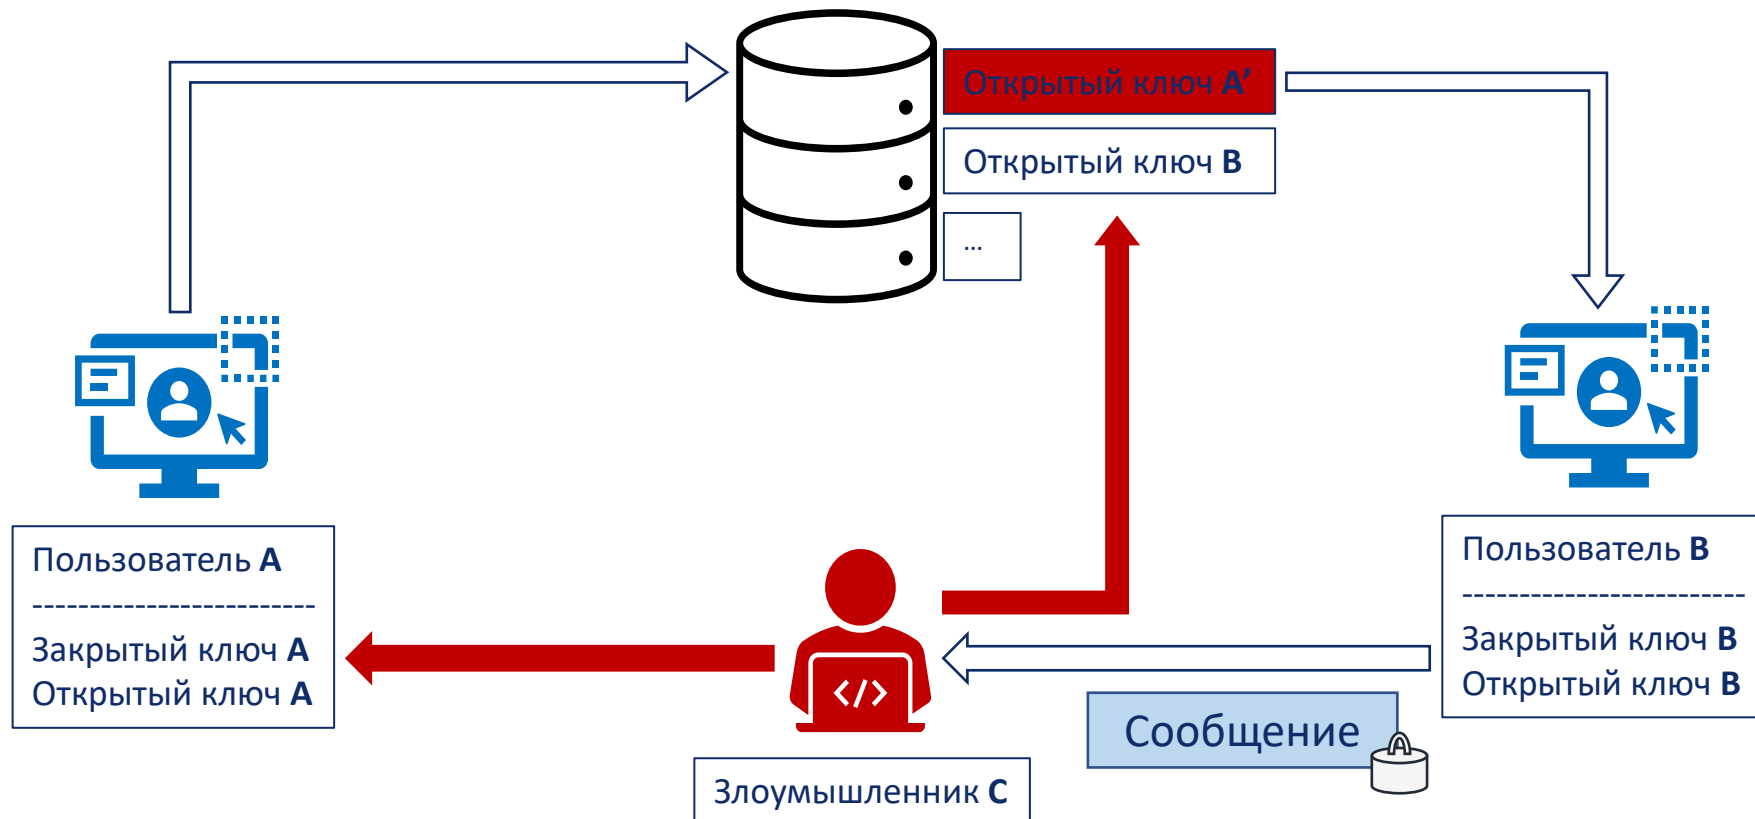 Открытый ключ A’
Открытый ключ B
...
Пользователь A
-------------------------
Закрытый ключ A
Открытый ключ A
Пользователь B
-------------------------
Закрытый ключ B
Открытый ключ B
</>
Сообщение
Злоумышленник C